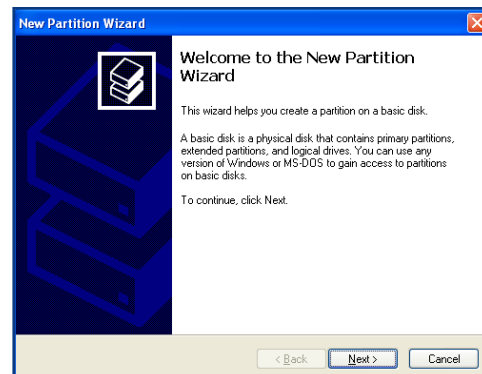 New Partition Wizard
Welcome to the New Partition
Wizard
This wizard helps you create a partition on a basic disk.
A basic disk is a physical disk that contains primary partitions,
extended partitions, and logical drives. You can use any
version of Windows or MS-DOS to gain access to partitions
on basic disks.
To continue, click Next.
< Back
Next >
Cancel